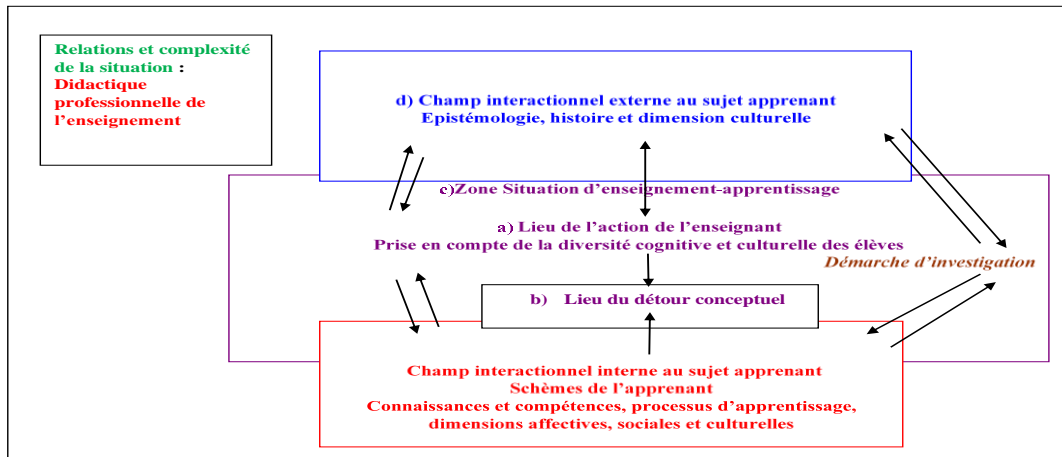 Relations et complexité
de la situation :
Didactique
professionnelle de
l’enseignement
d) Champ interactionnel externe au sujet apprenant
Epistémologie, histoire et dimension culturelle
c)Zone Situation d’enseignement-apprentissage
a) Lieu de l’action de l’enseignant
Prise en compte de la diversité cognitive et culturelle des élèves
Démarche d’investigation
b) Lieu du détour conceptuel
Champ interactionnel interne au sujet apprenant
Schèmes de l’apprenant
Connaissances et compétences, processus d’apprentissage,
dimensions affectives, sociales et culturelles